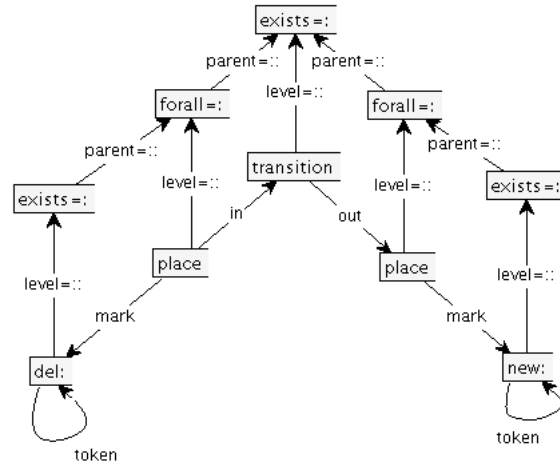 exists=:
parent=:: parent=::
level=::
forall=: forall=:
parent=:: parent=::
transition
exists=: level=:: level=:: exists=:
in out
place place
level=:: level=::
mark mark
del: new:
token token